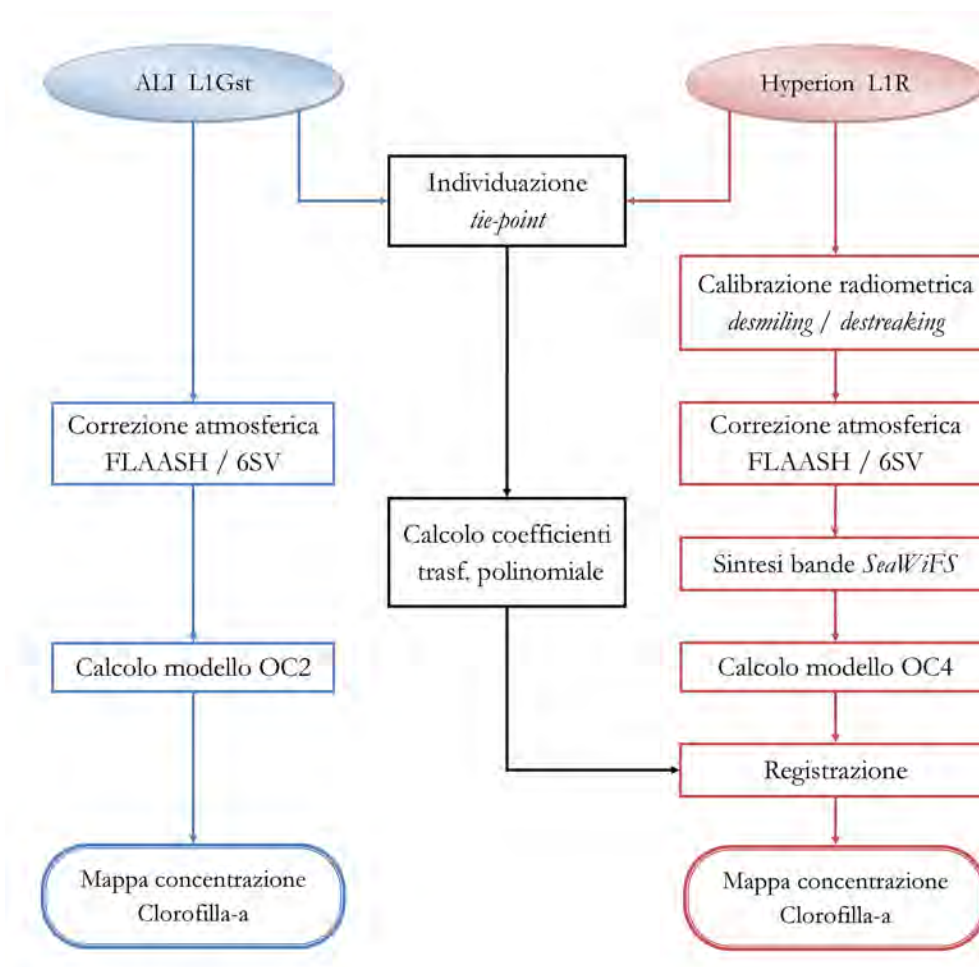 ALI L1Gst
Hyperion L1R
Individuazione
tie-point
Calibrazione radiometrica
desmiling / destreaking
Correzione atmosferica
FLAASH / 6SV
Correzione atmosferica
FLAASH / 6SV
Calcolo coefficienti
trasf. polinomiale
Sintesi bande SeaWiFS
Calcolo modello OC2
Calcolo modello OC4
Registrazione
Mappa concentrazione
Clorofilla-a
Mappa concentrazione
Clorofilla-a